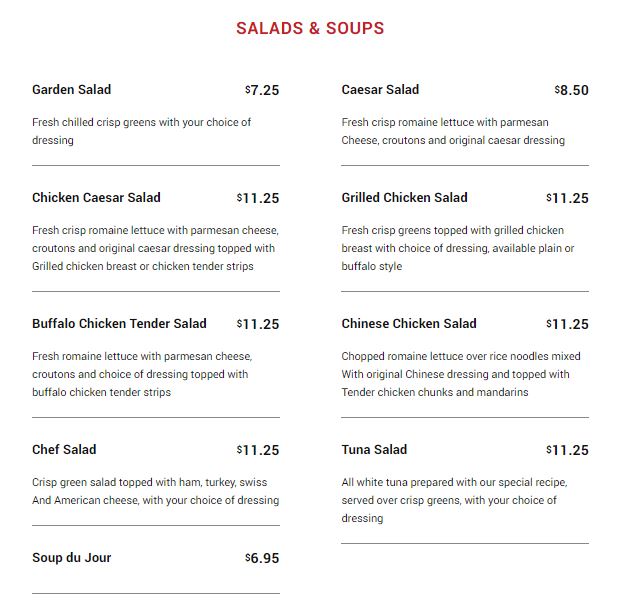 SALADS & SOUPS
Garden Salad $7.25
Fresh chilled crisp greens with your choice of
dressing
Caesar Salad $8.50
Fresh crisp romaine lettuce with parmesan
Cheese, croutons and original caesar dressing
Chicken Caesar Salad $11.25
Fresh crisp romaine lettuce with parmesan cheese,
croutons and original caesar dressing topped with
Grilled chicken breast or chicken tender strips
Grilled Chicken Salad $11.25
Fresh crisp greens topped with grilled chicken
breast with choice of dressing, available plain or
buffalo style
Buffalo Chicken Tender Salad $11.25
Fresh romaine lettuce with parmesan cheese,
croutons and choice of dressing topped with
buffalo chicken tender strips
Chinese Chicken Salad $11.25
Chopped romaine lettuce over rice noodles mixed
With original Chinese dressing and topped with
Tender chicken chunks and mandarins
Chef Salad $11.25
Crisp green salad topped with ham, turkey, swiss
And American cheese, with your choice of dressing
Tuna Salad $11.25
All white tuna prepared with our special recipe,
served over crisp greens, with your choice of
dressing
Soup du Jour $6.95